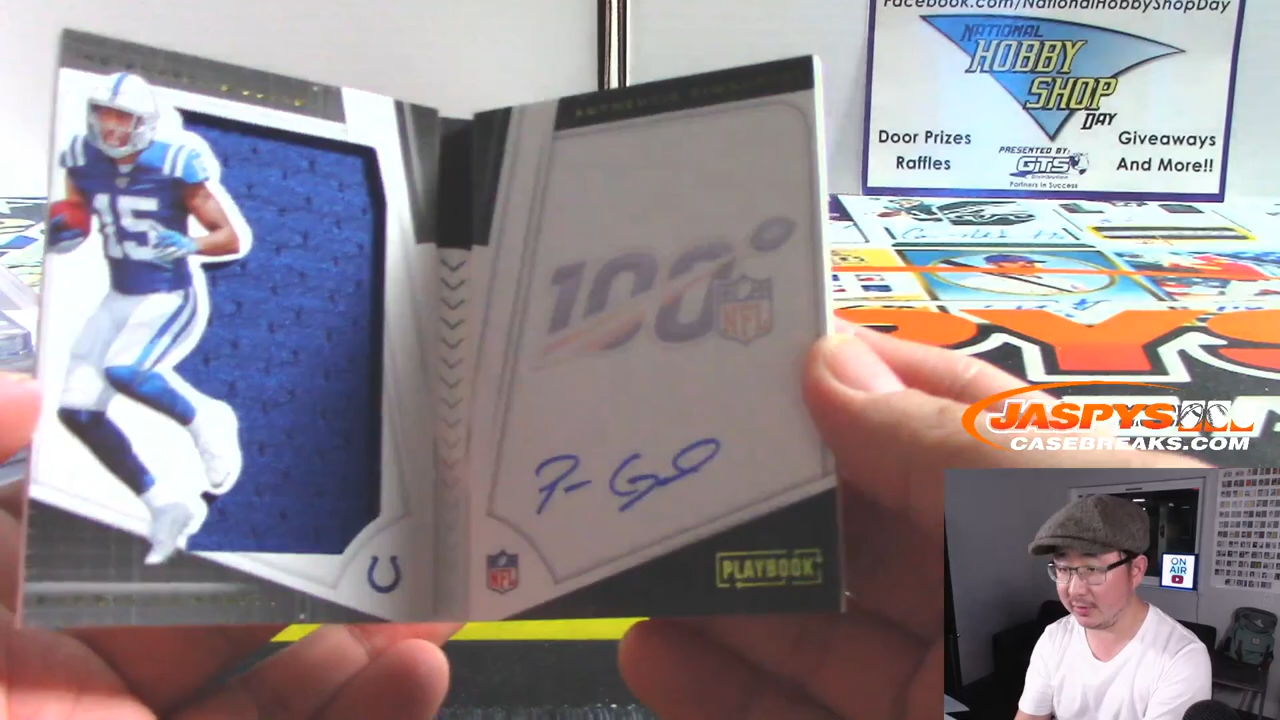 Facebook.com/NationalHobbyShopDay
NATIONAL
HOBBY
SHOP
DAY
Door Prizes
Raffles
Giveaways
And More!!
PRESENTED BY:
GTS
Distribution
Partners in Success
15
100
NFL
NFL
PLAYBOOK
JASPYS
CASEBREAKS.COM
ON
AIR